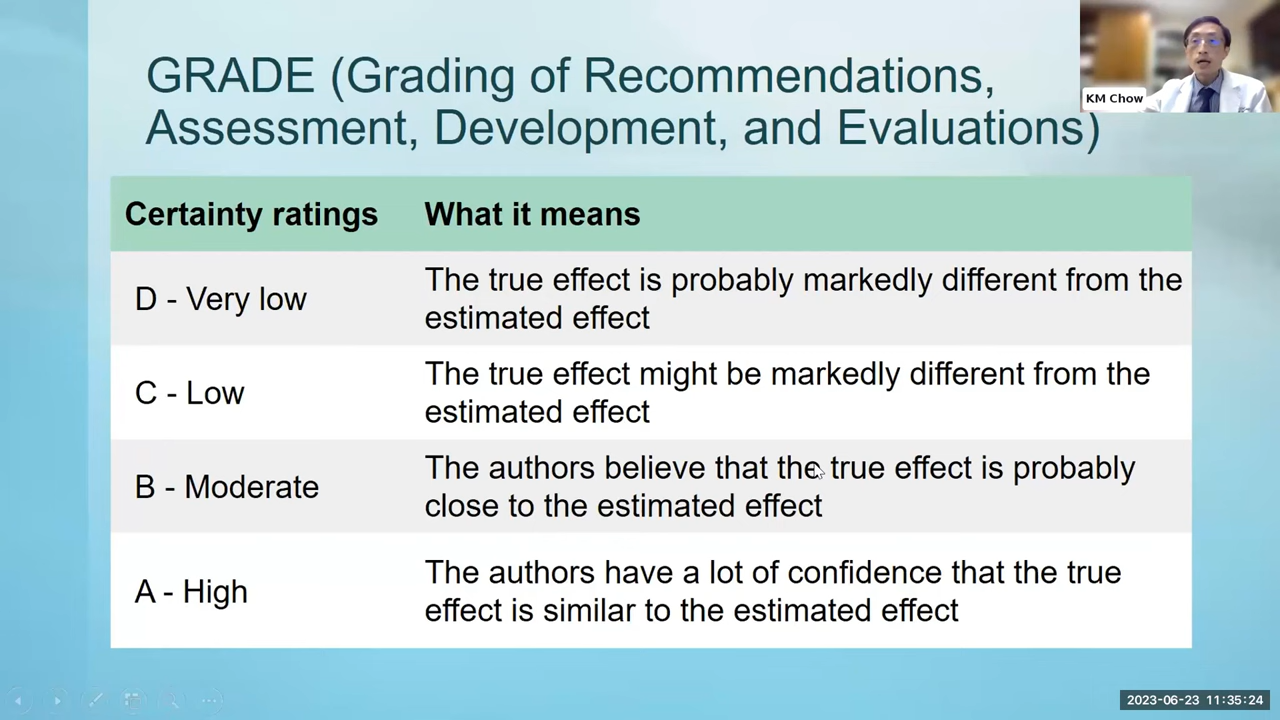 GRADE (Grading of Recommendations,
Assessment, Development, and Evaluations)
KM Chow
Certainty ratings What it means
D - Very low
The true effect is probably markedly different from the
estimated effect
C - Low
The true effect might be markedly different from the
estimated effect
B - Moderate
The authors believe that the true effect is probably
close to the estimated effect
A - High
The authors have a lot of confidence that the true
effect is similar to the estimated effect
2023-06-23 11:35:24